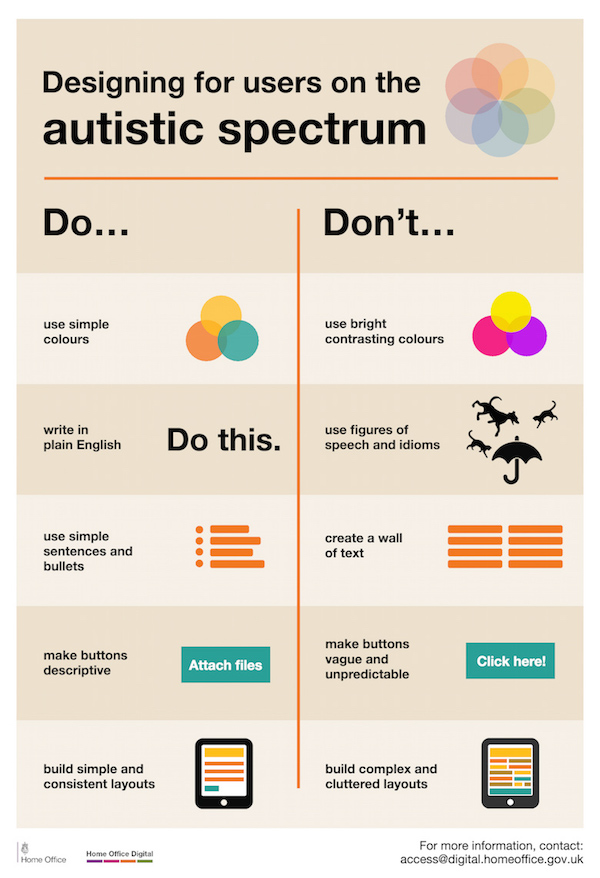 Designing for users on the
autistic spectrum
Do...
Don't...
use simple
colours
use bright
contrasting colours
write in
plain English
Do this.
use figures of
speech and idioms
use simple
sentences and
bullets
create a wall
of text
make buttons
descriptive
Attach files
make buttons
vague and
unpredictable
Click here!
build simple and
consistent layouts
build complex and
cluttered layouts
Home Office
Home Office Digital
For more information, contact:
access@digital.homeoffice.gov.uk